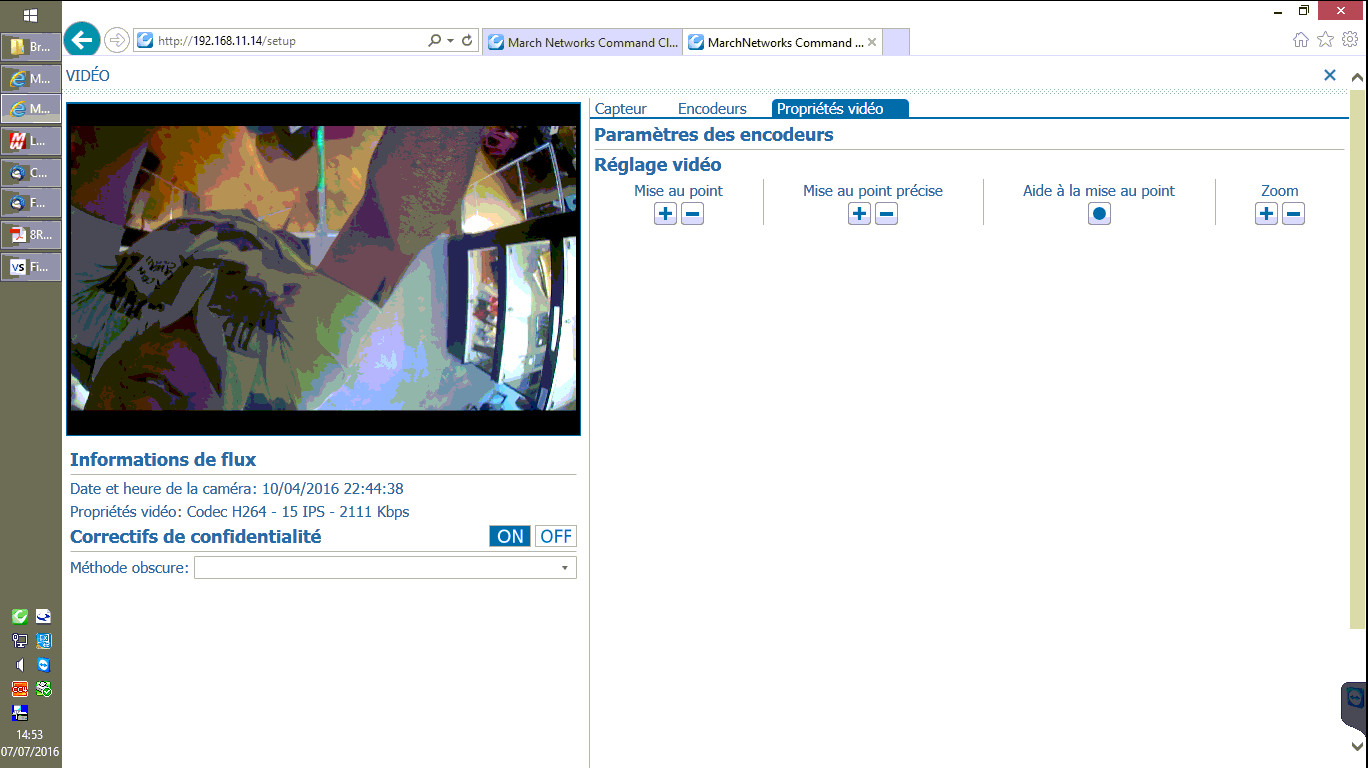 http://192.168.11.14/setup
March Networks Command Cl...
MarchNetworks Command ...
Br...
M...
M...
L...
C...
F...
8R...
Fi...
VIDÉO
Capteur Encodeurs Propriétés vidéo
Paramètres des encodeurs
Réglage vidéo
Mise au point Mise au point précise Aide à la mise au point Zoom
Informations de flux
Date et heure de la caméra: 10/04/2016 22:44:38
Propriétés vidéo: Codec H264 - 15 IPS - 2111 Kbps
Correctifs de confidentialité ON OFF
Méthode obscure:
14:53
07/07/2016